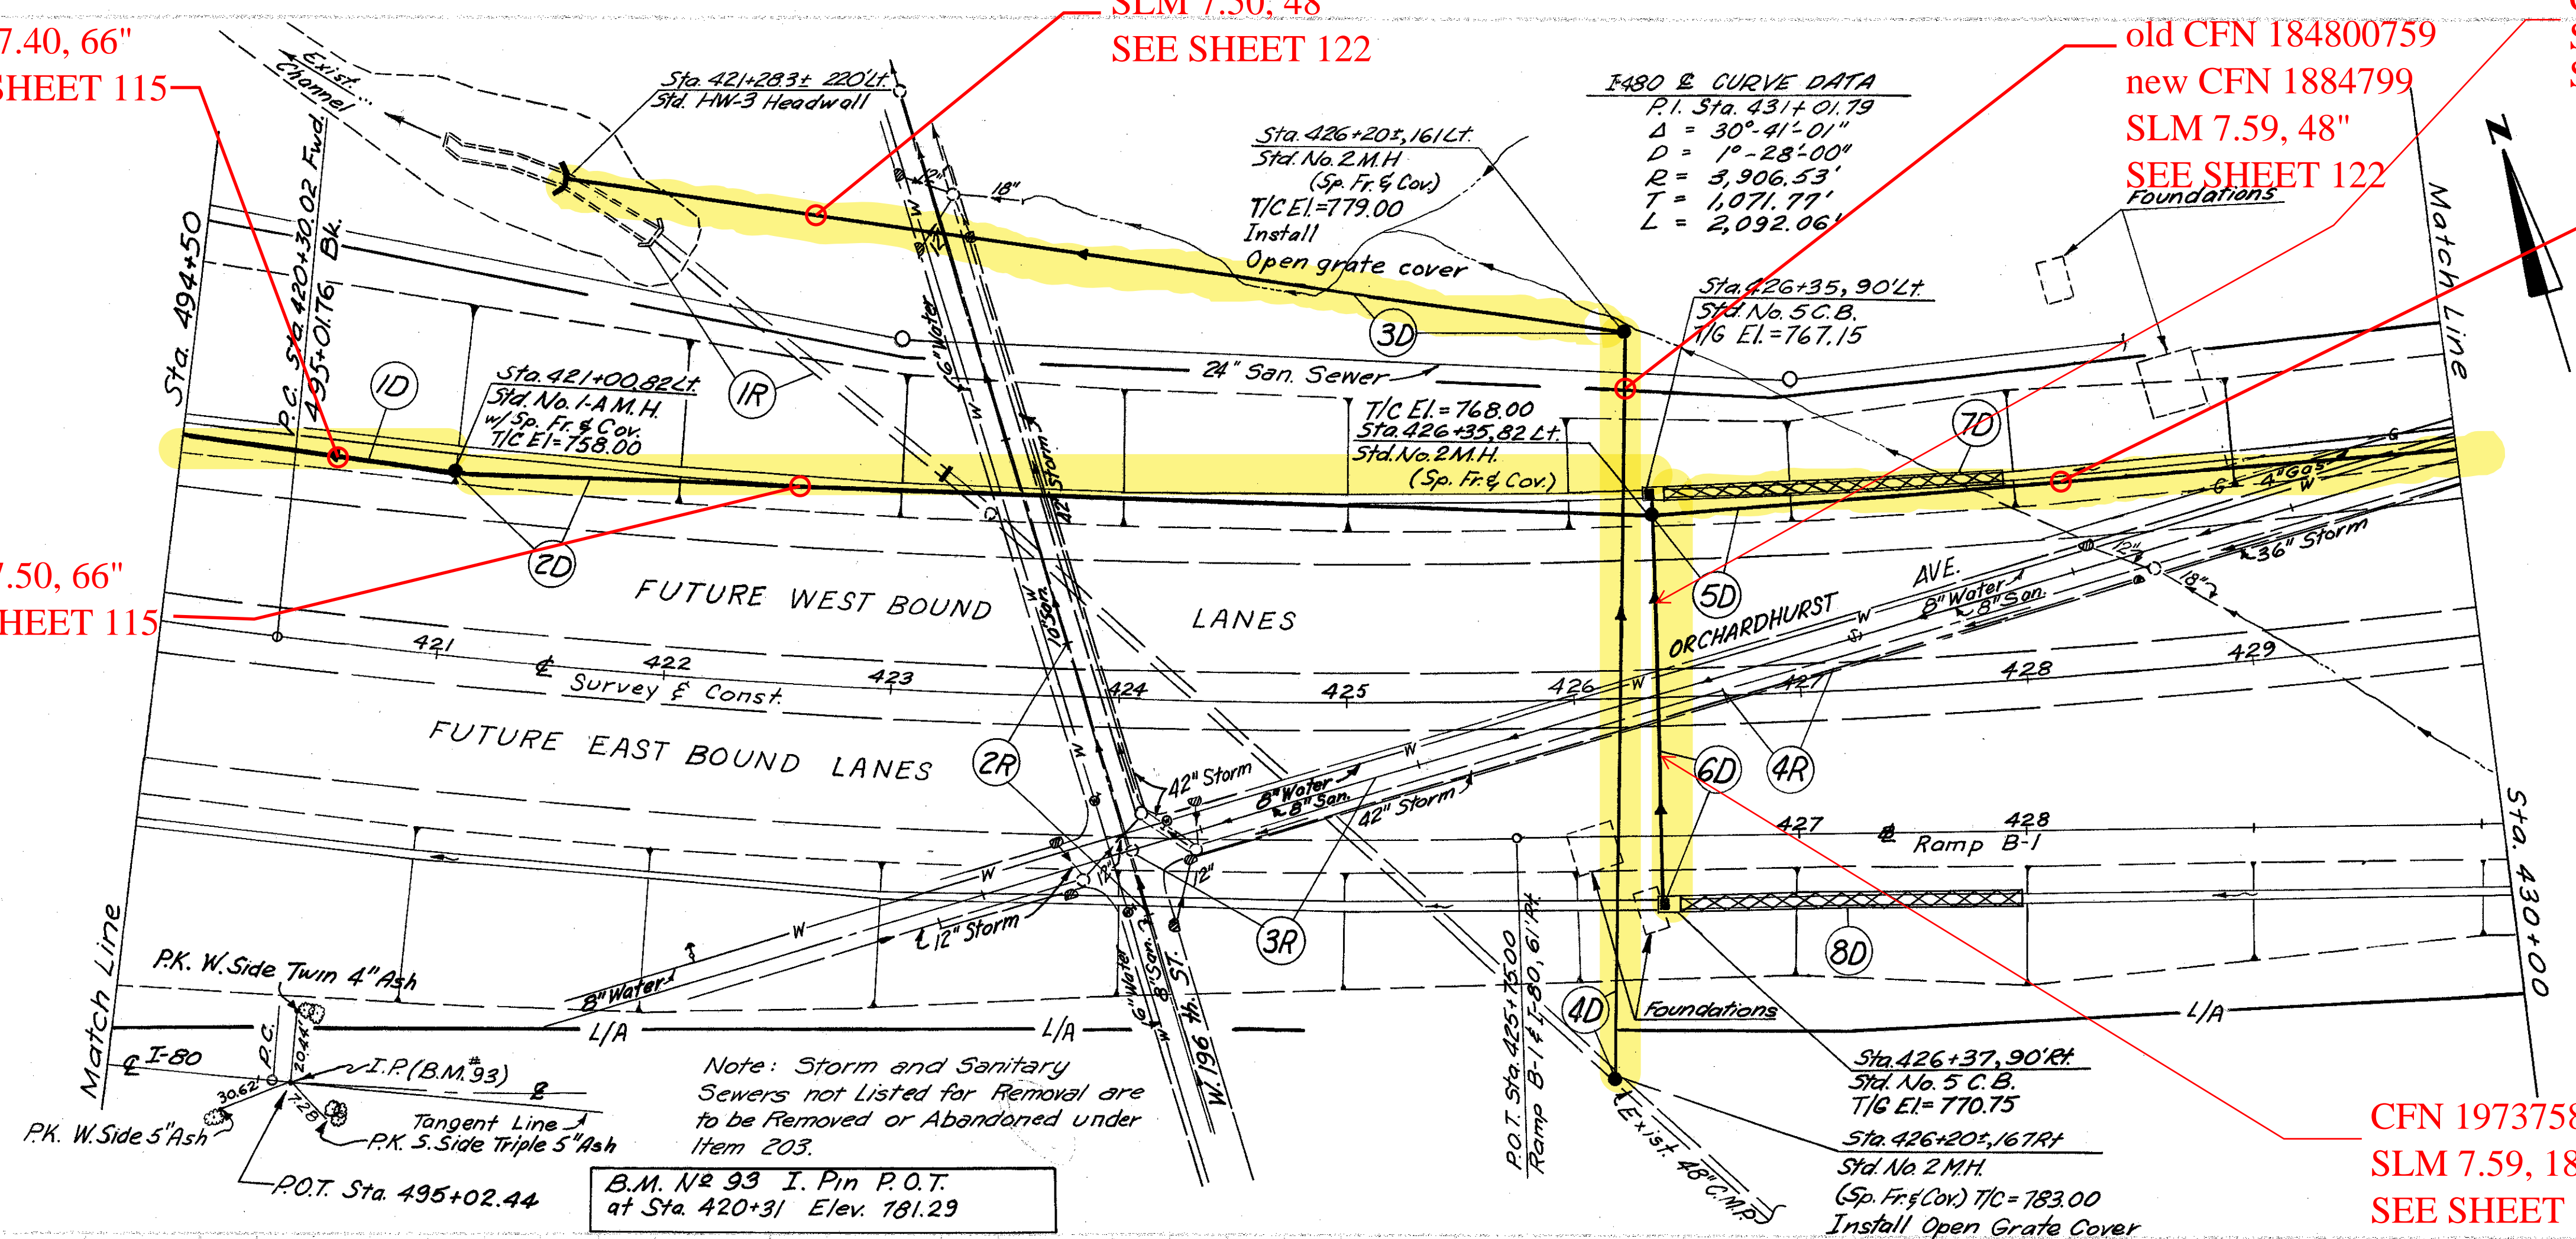 7.40, 66"
SHEET 115
SLM 7.50, 48"
SEE SHEET 122
old CFN 184800759
new CFN 1884799
SLM 7.59, 48"
SEE SHEET 122
Exist.
Channel
Sta. 421+28.3± 220'Lt.
Std. HW-3 Headwall
12"
18"
Sta. 426+20±, 161 Lt.
Std. No. 2 M.H.
(Sp. Fr. & Cov.)
T/C El.=779.00
Install
Open grate cover
I-480 ℄ CURVE DATA
P.I. Sta. 431+01.79
Δ = 30°-41'-01"
D = 1°-28'-00"
R = 3,906.53'
T = 1,071.77'
L = 2,092.06'
Foundations
N
Match Line
Sta. 494+50
P.C. Sta. 420+30.02 Fwd.
495+01.76 Bk.
Sta. 426+35, 90'Lt.
Std. No. 5 C.B.
T/G El.=767.15
1D
Sta. 421+00, 82 Lt.
Std. No. 1-A M.H.
w/ Sp. Fr. & Cov.
T/C El=758.00
1R
6" Water
W
W
3D
24" San. Sewer
T/C El.=768.00
Sta. 426+35, 82 Lt.
Std. No. 2 M.H.
(Sp. Fr. & Cov.)
7D
G
4" Gas
G
W
42" Storm
2D
7.50, 66"
SHEET 115
FUTURE WEST BOUND LANES
10" San.
5D
ORCHARDHURST AVE.
8" Water
8" San.
12"
18"
36" Storm
421
422
423
424
425
426
427
428
429
℄ Survey & Const.
FUTURE EAST BOUND LANES
2R
42" Storm
8" Water
8" San.
42" Storm
6D
4R
427
428
℄ Ramp B-1
Sta. 430+00
12"
12"
12" Storm
3R
8D
8" Water
6" Water
8" San.
W. 196 th. ST.
P.O.T. Sta. 425+75.00
Ramp B-1 & I-80, 61' Rt.
4D
Foundations
L/A
L/A
L/A
Match Line
P.K. W. Side Twin 4" Ash
P.C.
20.44'
℄ I-80
I.P. (B.M.# 93)
℄
30.62'
7.28
Tangent Line
P.K. W. Side 5" Ash
P.K. S. Side Triple 5" Ash
P.O.T. Sta. 495+02.44
Note: Storm and Sanitary
Sewers not Listed for Removal are
to be Removed or Abandoned under
Item 203.
B.M. Nº 93 I. Pin P.O.T.
at Sta. 420+31 Elev. 781.29
Exist. 48" C.M.P.
Sta. 426+37, 90'Rt.
Std. No. 5 C.B.
T/G El.= 770.75
Sta. 426+20±, 167 Rt
Std. No. 2 M.H.
(Sp. Fr. & Cov.) T/C = 783.00
Install Open Grate Cover
CFN 1973758
SLM 7.59, 18
SEE SHEET